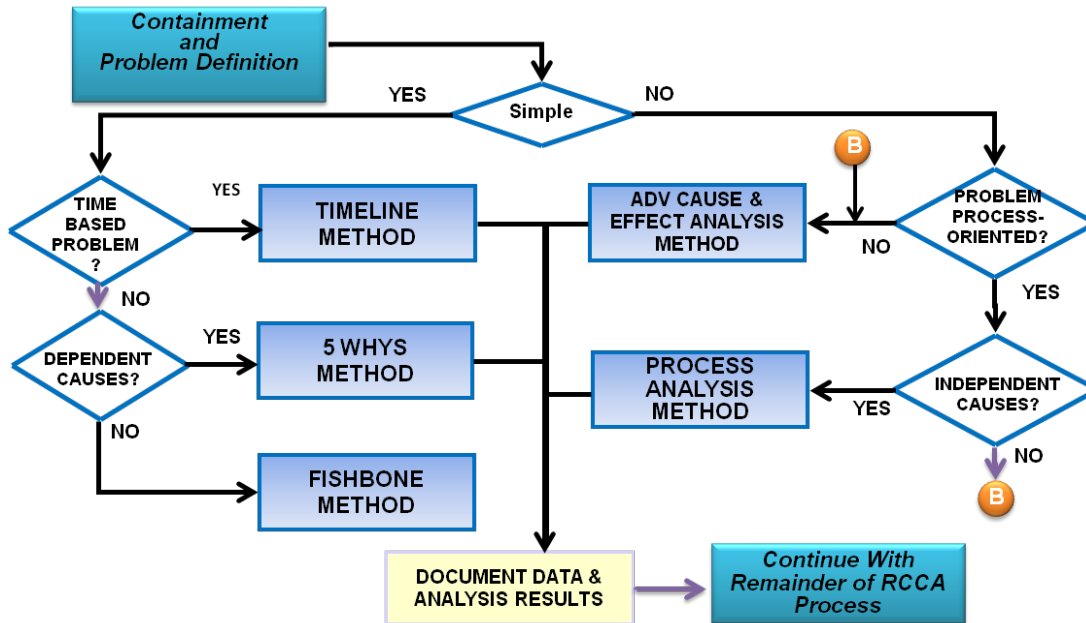 Containment
and
Problem Definition
YES
Simple
NO
B
TIME
BASED
PROBLEM
?
YES
TIMELINE
METHOD
ADV CAUSE &
EFFECT ANALYSIS
METHOD
NO
PROBLEM
PROCESS-
ORIENTED?
NO
YES
DEPENDENT
CAUSES?
YES
5 WHYS
METHOD
PROCESS
ANALYSIS
METHOD
YES
INDEPENDENT
CAUSES?
NO
NO
B
FISHBONE
METHOD
DOCUMENT DATA &
ANALYSIS RESULTS
Continue With
Remainder of RCCA
Process